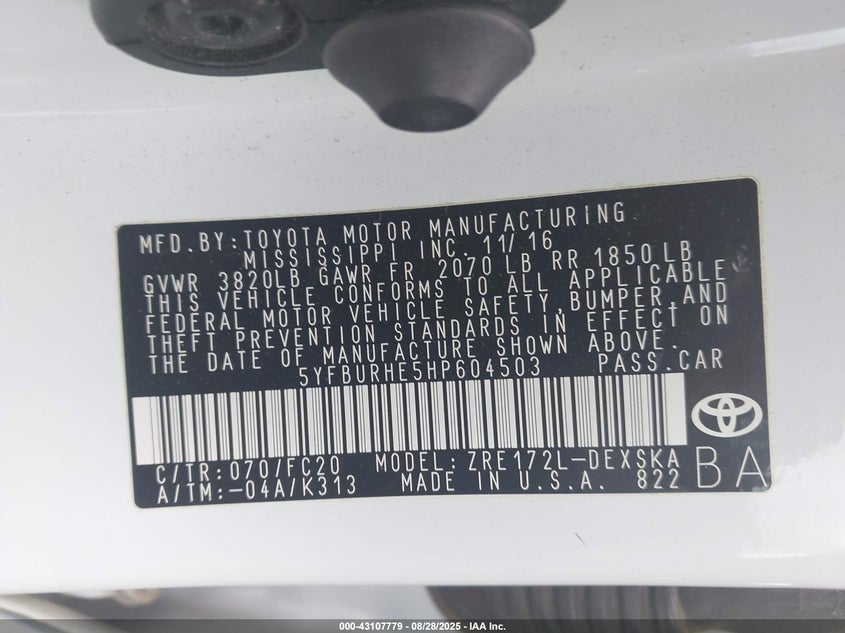 MFD. BY: TOYOTA MOTOR MANUFACTURING
MISSISSIPPI INC. 11/16
GVWR 3820LB GAWR FR 2070 LB RR 1850 LB
THIS VEHICLE CONFORMS TO ALL APPLICABLE
FEDERAL MOTOR VEHICLE SAFETY, BUMPER, AND
THEFT PREVENTION STANDARDS IN EFFECT ON
THE DATE OF MANUFACTURE SHOWN ABOVE.
5YFBURHE5HP604503 PASS. CAR
C/TR: 070/FC20 MODEL: ZRE172L-DEXSKA
A/TM: -04A/K313 MADE IN U.S.A. 822
BA
000-43107779 | 08/28/2025 | IAA Inc.